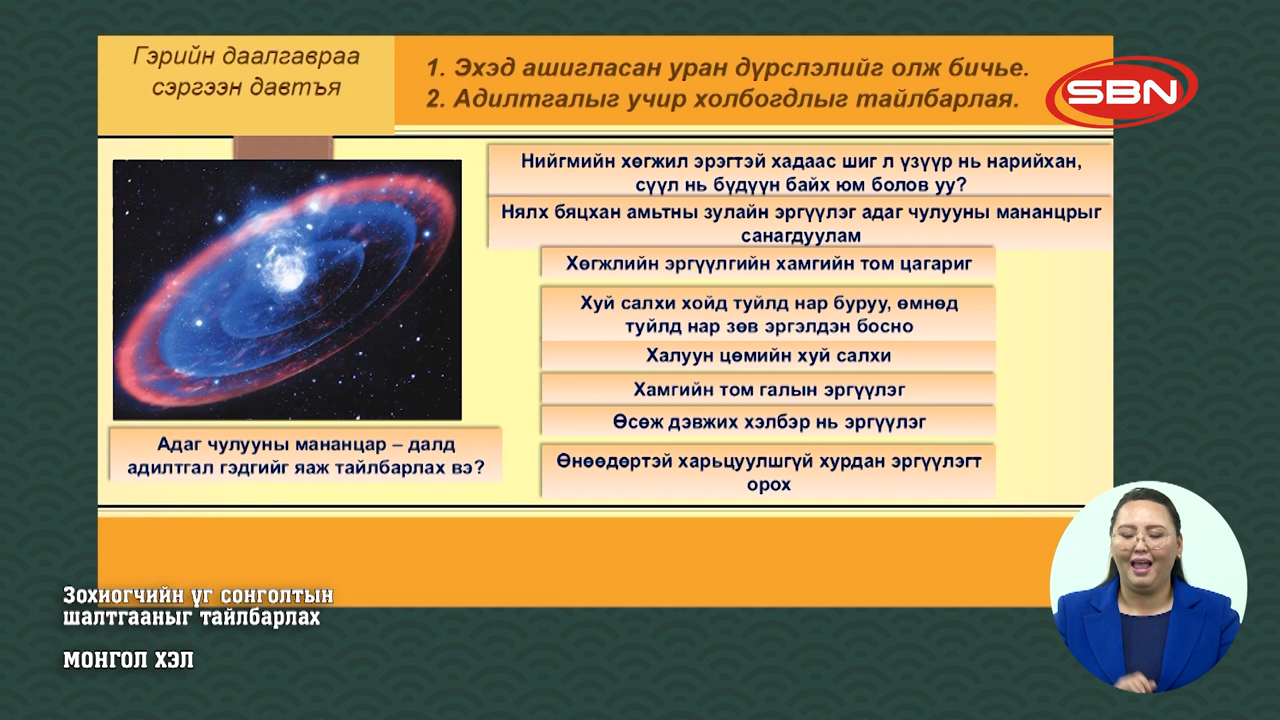 Гэрийн даалгавраа
сэргээн давтъя
1. Эхэд ашигласан уран дүрслэлийг олж бичье.
2. Адилтгалыг учир холбогдлыг тайлбарлая.
SBN
Нийгмийн хөгжил эрэгтэй хадаас шиг л үзүүр нь нарийхан,
сүүл нь бүдүүн байх юм болов уу?
Нялх бяцхан амьтны зулайн эргүүлэг адаг чулууны мананцрыг
санагдуулам
Хөгжлийн эргүүлгийн хамгийн том цагариг
Хуй салхи хойд туйлд нар буруу, өмнөд
туйлд нар зөв эргэлдэн босно
Халуун цөмийн хуй салхи
Хамгийн том галын эргүүлэг
Өсөж дэвжих хэлбэр нь эргүүлэг
Өнөөдөртэй харьцуулшгүй хурдан эргүүлэгт
орох
Адаг чулууны мананцар – далд
адилтгал гэдгийг яаж тайлбарлах вэ?
Зохиогчийн үг сонголтын
шалтгааныг тайлбарлах
МОНГОЛ ХЭЛ